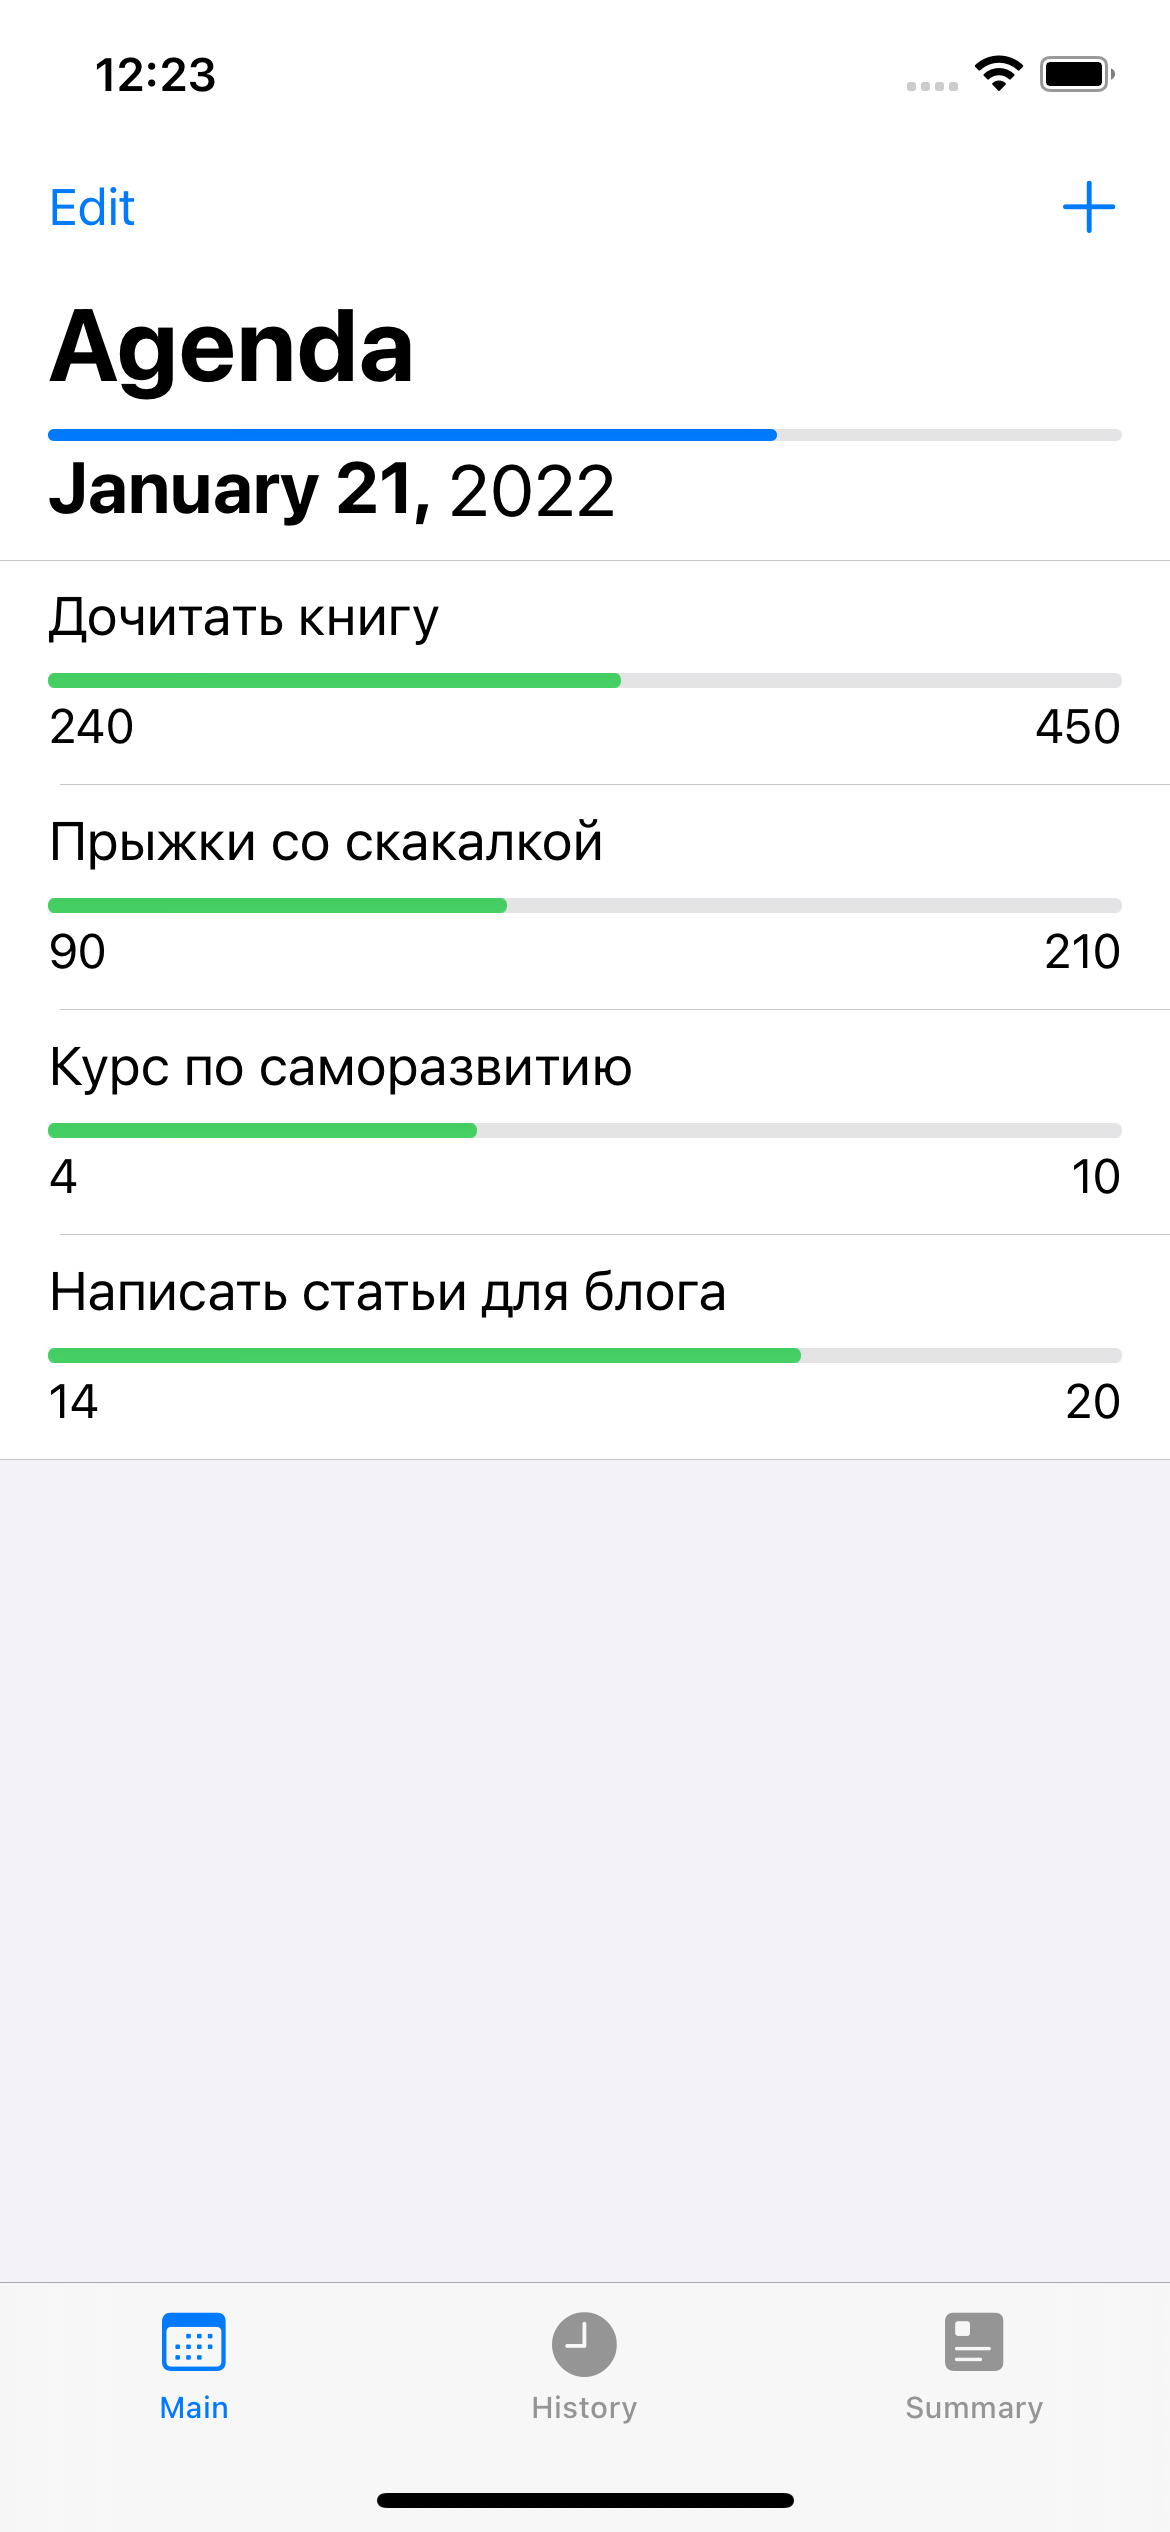 12:23
Edit
Agenda
January 21, 2022
Дочитать книгу
240 450
Прыжки со скакалкой
90 210
Курс по саморазвитию
4 10
Написать статьи для блога
14 20
Main History Summary